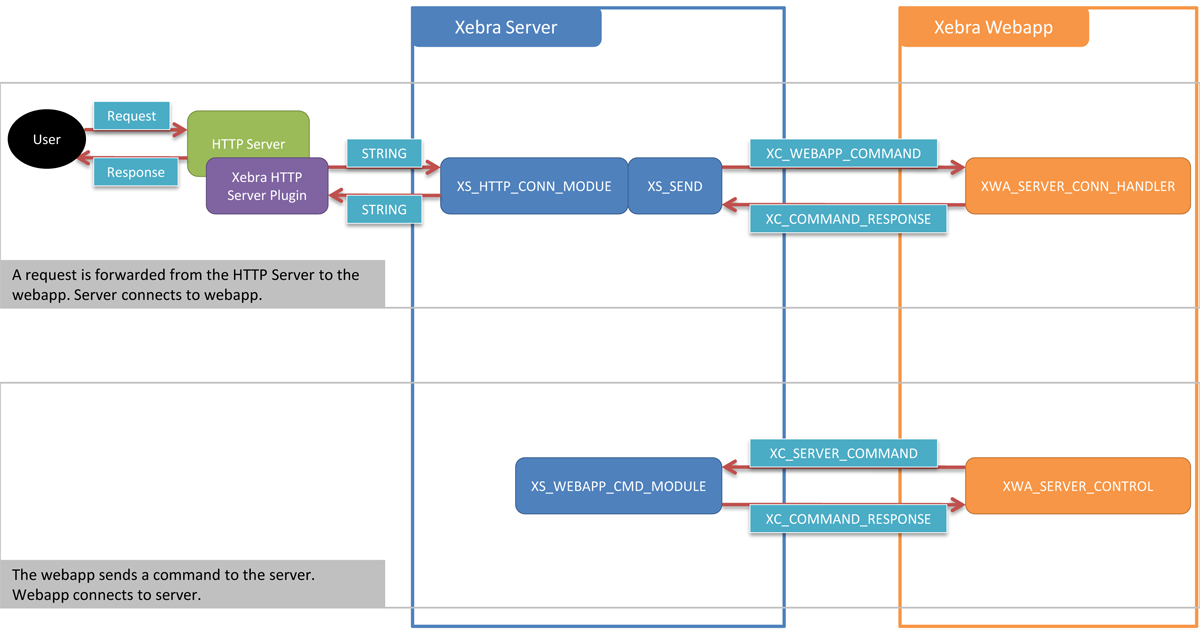 Xebra Server
Xebra Webapp
Request
User
HTTP Server
Response
Xebra HTTP
Server Plugin
STRING
STRING
XS_HTTP_CONN_MODUE
XS_SEND
XC_WEBAPP_COMMAND
XC_COMMAND_RESPONSE
XWA_SERVER_CONN_HANDLER
A request is forwarded from the HTTP Server to the
webapp. Server connects to webapp.
XS_WEBAPP_CMD_MODULE
XC_SERVER_COMMAND
XC_COMMAND_RESPONSE
XWA_SERVER_CONTROL
The webapp sends a command to the server.
Webapp connects to server.